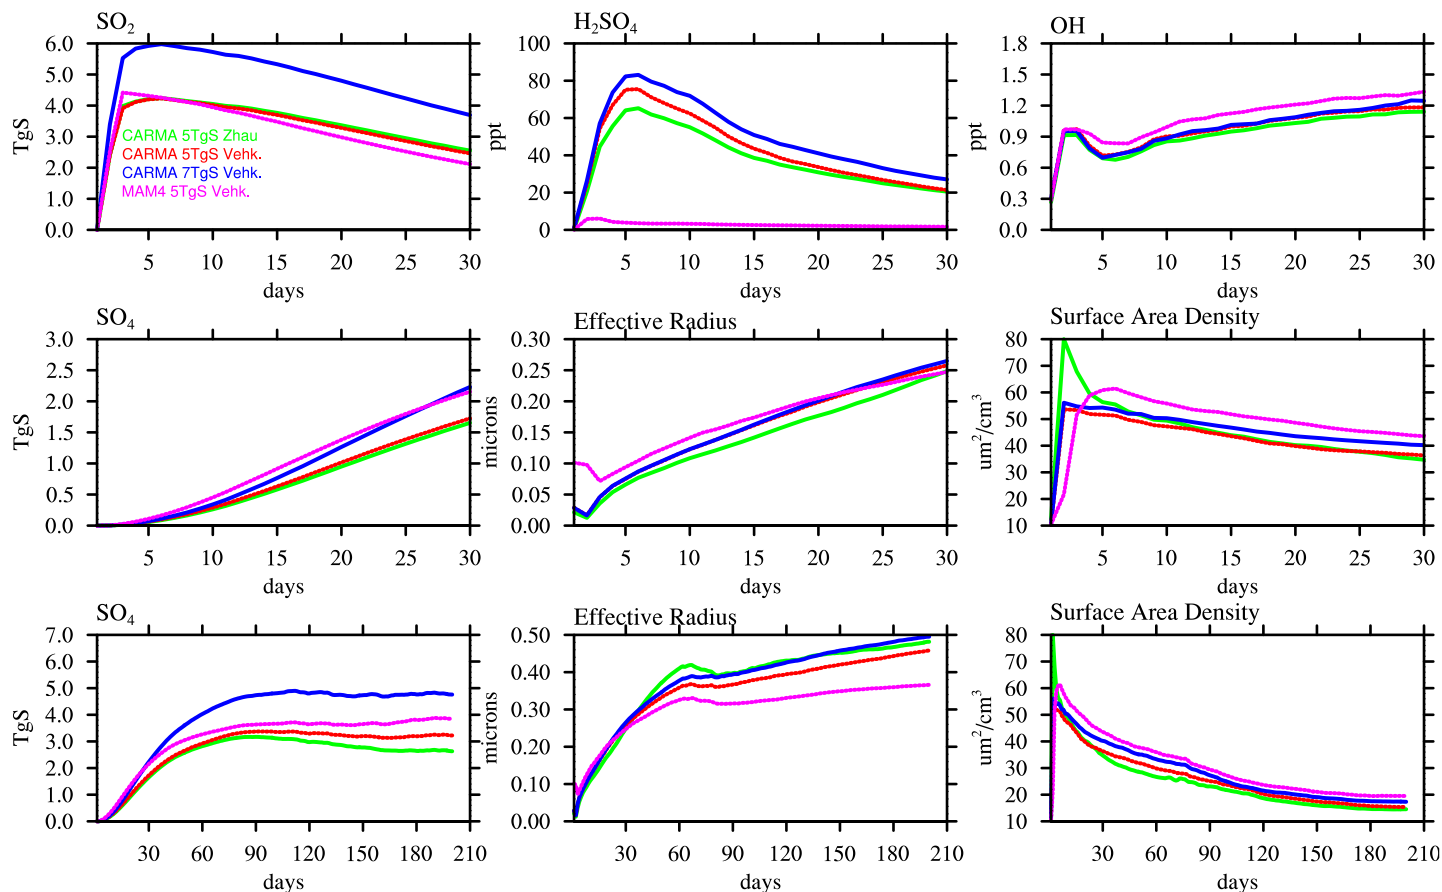 SO₂
6.0
5.0
4.0
3.0
2.0
1.0
0.0
TgS
CARMA 5TgS Zhau
CARMA 5TgS Vehk.
CARMA 7TgS Vehk.
MAM4 5TgS Vehk.
5 10 15 20 25 30
days
H₂SO₄
100
80
60
40
20
0
ppt
5 10 15 20 25 30
days
OH
1.8
1.5
1.2
0.9
0.6
0.3
0.0
ppt
5 10 15 20 25 30
days
SO₄
3.0
2.5
2.0
1.5
1.0
0.5
0.0
TgS
5 10 15 20 25 30
days
Effective Radius
0.30
0.25
0.20
0.15
0.10
0.05
0.00
microns
5 10 15 20 25 30
days
Surface Area Density
80
70
60
50
40
30
20
10
um²/cm³
5 10 15 20 25 30
days
SO₄
7.0
6.0
5.0
4.0
3.0
2.0
1.0
0.0
TgS
30 60 90 120 150 180 210
days
Effective Radius
0.50
0.40
0.30
0.20
0.10
0.00
microns
30 60 90 120 150 180 210
days
Surface Area Density
80
70
60
50
40
30
20
10
um²/cm³
30 60 90 120 150 180 210
days